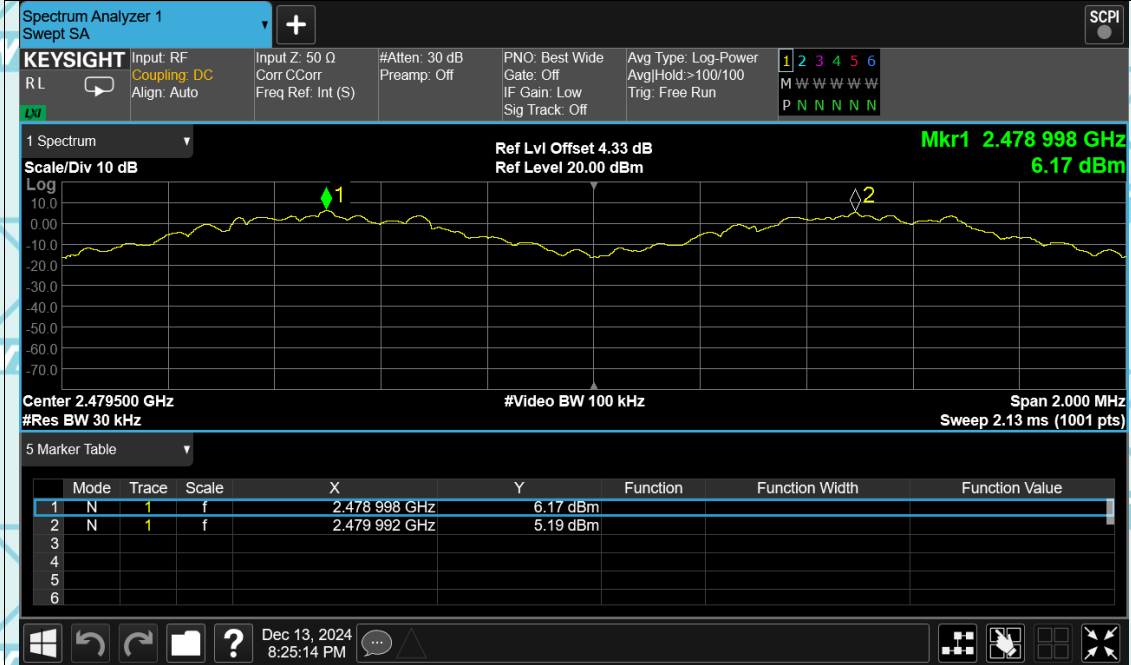 Spectrum Analyzer 1
Swept SA
+
SCPI
KEYSIGHT
R L
LXI
Input: RF
Coupling: DC
Align: Auto
Input Z: 50 Ω
Corr CCorr
Freq Ref: Int (S)
#Atten: 30 dB
Preamp: Off
PNO: Best Wide
Gate: Off
IF Gain: Low
Sig Track: Off
Avg Type: Log-Power
Avg|Hold:>100/100
Trig: Free Run
1 2 3 4 5 6
M W W W W W
P N N N N N
1 Spectrum
Scale/Div 10 dB
Ref Lvl Offset 4.33 dB
Ref Level 20.00 dBm
Mkr1 2.478 998 GHz
6.17 dBm
Log
10.0
0.00
-10.0
-20.0
-30.0
-40.0
-50.0
-60.0
-70.0
1
2
Center 2.479500 GHz
#Res BW 30 kHz
#Video BW 100 kHz
Span 2.000 MHz
Sweep 2.13 ms (1001 pts)
5 Marker Table
Mode Trace Scale X Y Function Function Width Function Value
1 N 1 f 2.478 998 GHz 6.17 dBm
2 N 1 f 2.479 992 GHz 5.19 dBm
3
4
5
6
?
Dec 13, 2024
8:25:14 PM